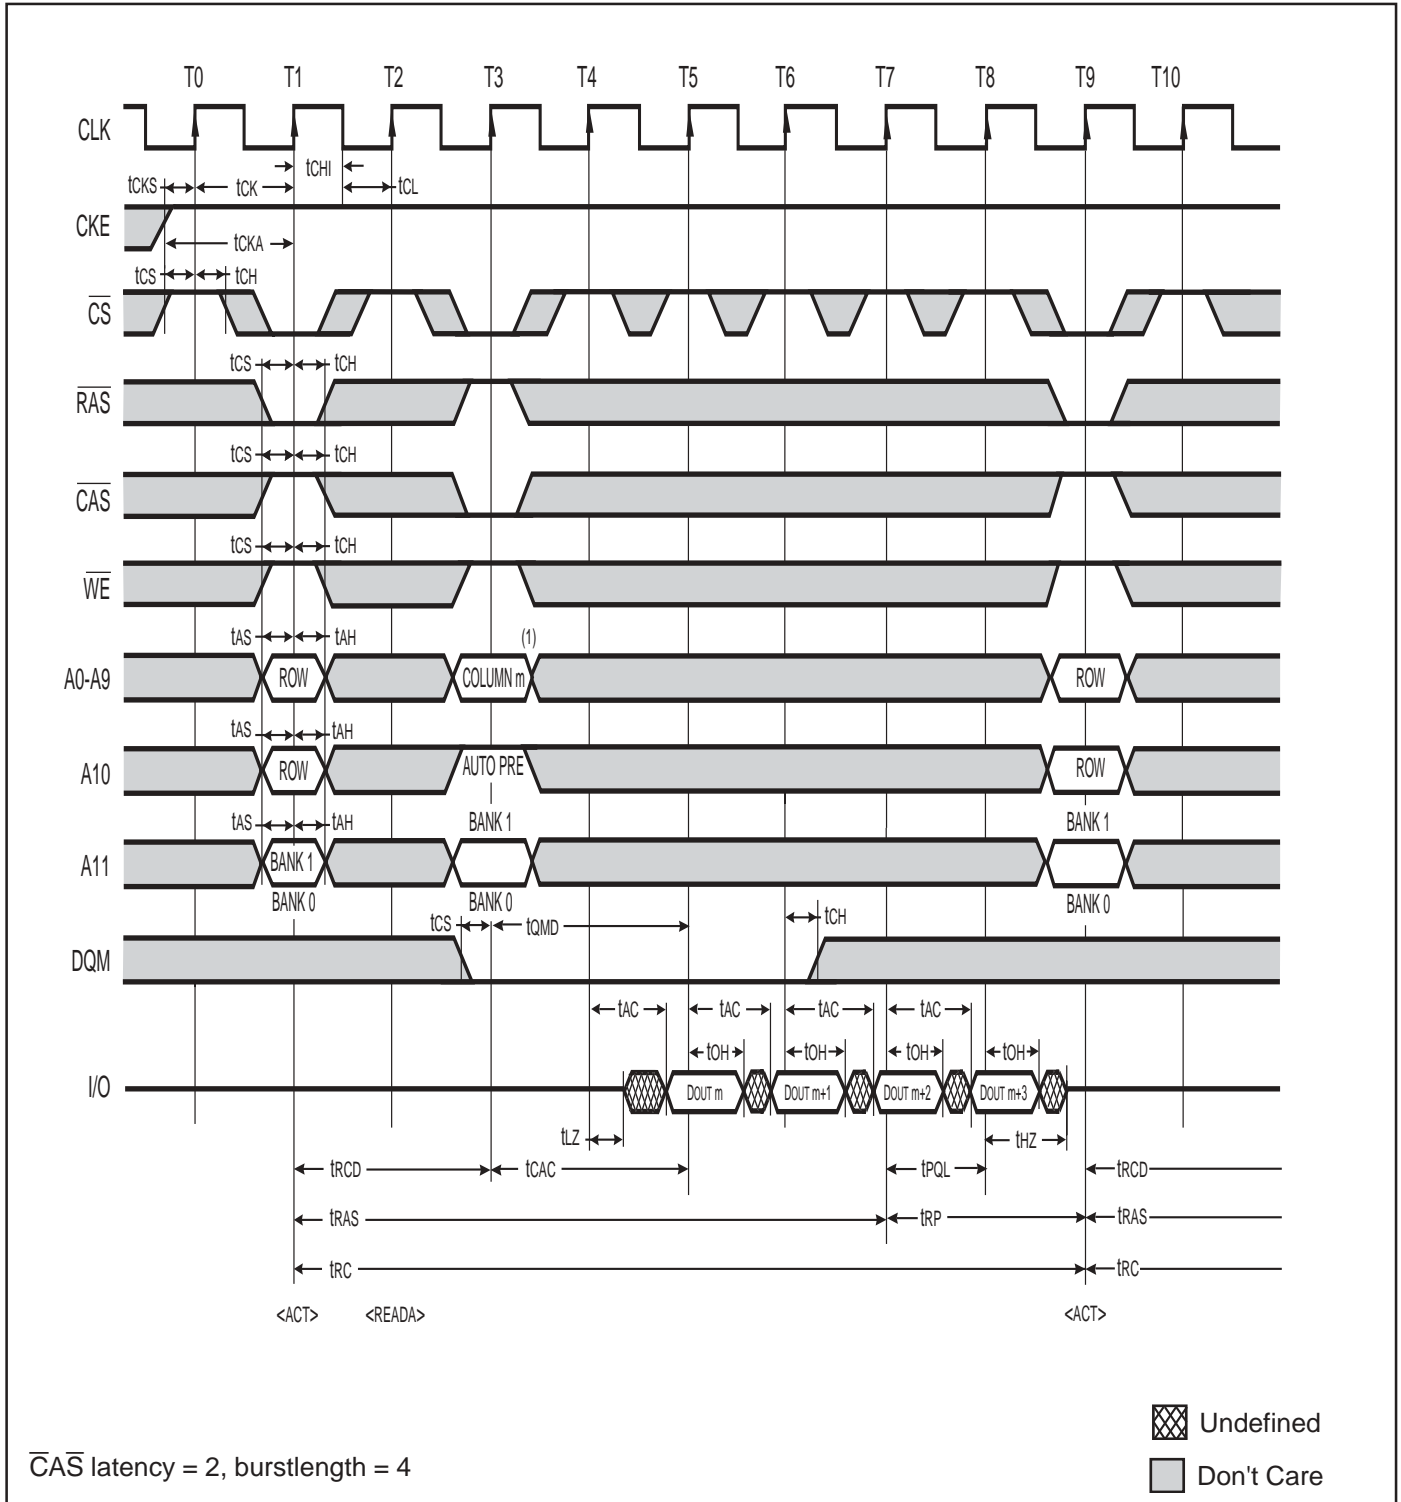 T0 T1 T2 T3 T4 T5 T6 T7 T8 T9 T10
CLK
tCHI
tCKS tCK tCL
CKE
tCKA
tCS tCH
CS
tCS tCH
RAS
tCS tCH
CAS
tCS tCH
WE
tAS tAH (1)
A0-A9 ROW COLUMN m ROW
tAS tAH
A10 ROW AUTO PRE ROW
tAS tAH BANK 1 BANK 1
A11 BANK 1
BANK 0 BANK 0 BANK 0
tCS tQMD tCH
DQM
tAC tAC tAC tAC
tOH tOH tOH tOH
I/O DOUT m DOUT m+1 DOUT m+2 DOUT m+3
tLZ tHZ
tRCD tCAC tPQL tRCD
tRAS tRP tRAS
tRC tRC
<ACT> <READA> <ACT>
Undefined
CAS latency = 2, burstlength = 4
Don't Care